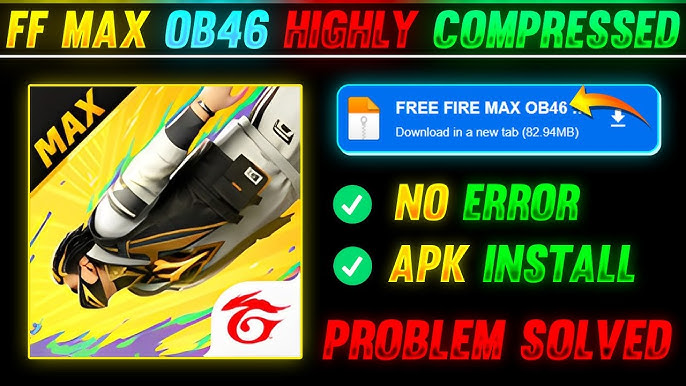 FF MAX OB46 HIGHLY COMPRESSED
MAX
FREE FIRE MAX OB46 ..
Download in a new tab (82.94MB)
NO ERROR
APK INSTALL
PROBLEM SOLVED